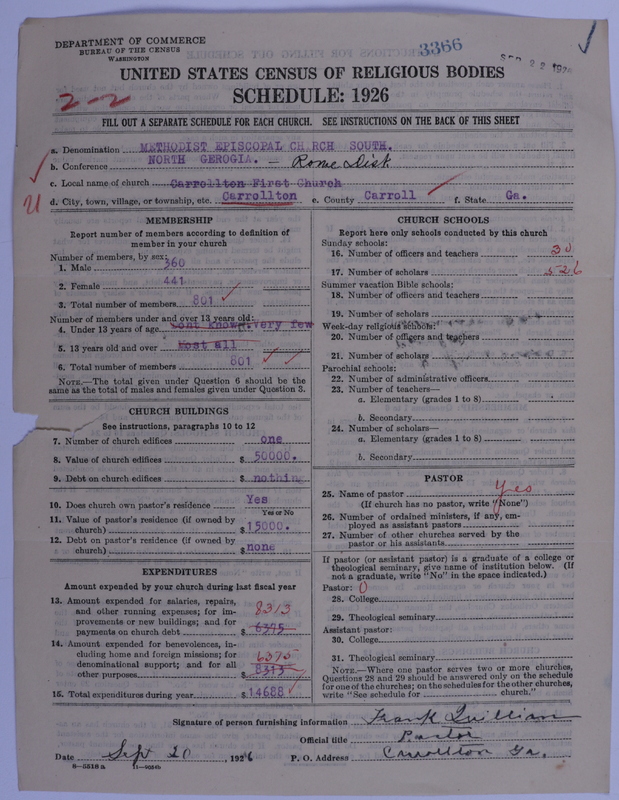 DEPARTMENT OF COMMERCE
BUREAU OF THE CENSUS
WASHINGTON
3366
SEP 22 192
UNITED STATES CENSUS OF RELIGIOUS BODIES
2-2
SCHEDULE: 1926
FILL OUT A SEPARATE SCHEDULE FOR EACH CHURCH. SEE INSTRUCTIONS ON THE BACK OF THIS SHEET
a. Denomination METHODIST EPISCOPAL CHURCH SOUTH.
b. Conference NORTH GEROGIA. — Rome Dist
c. Local name of church Carrollton First Church
U
d. City, town, village, or township, etc. Carrollton e. County Carroll f. State Ga.
MEMBERSHIP
Report number of members according to definition of
member in your church
Number of members, by sex:
1. Male 360
2. Female 441
3. Total number of members 801
Number of members under and over 13 years old:
4. Under 13 years of age Dont know very few
5. 13 years old and over Most all
6. Total number of members 801
NOTE.—The total given under Question 6 should be the
same as the total of males and females given under Question 3.
CHURCH BUILDINGS
See instructions, paragraphs 10 to 12
7. Number of church edifices one
8. Value of church edifices $ 50000.
9. Debt on church edifices $ nothing
10. Does church own pastor's residence Yes
Yes or No
11. Value of pastor's residence (if owned by
church) $ 15000.
12. Debt on pastor's residence (if owned by
church) $ none
EXPENDITURES
Amount expended by your church during last fiscal year
13. Amount expended for salaries, repairs,
and other running expenses; for im-
provements or new buildings; and for
payments on church debt $ 8313 6375
14. Amount expended for benevolences, in-
cluding home and foreign missions; for
denominational support; and for all
other purposes $ 6375 8313
15. Total expenditures during year $ 14688
CHURCH SCHOOLS
Report here only schools conducted by this church
Sunday schools:
16. Number of officers and teachers 30
17. Number of scholars 526
Summer vacation Bible schools:
18. Number of officers and teachers
19. Number of scholars
Week-day religious schools:
20. Number of officers and teachers
21. Number of scholars
Parochial schools:
22. Number of administrative officers
23. Number of teachers—
a. Elementary (grades 1 to 8)
b. Secondary
24. Number of scholars—
a. Elementary (grades 1 to 8)
b. Secondary
PASTOR
25. Name of pastor Yes
(If church has no pastor, write "None")
26. Number of ordained ministers, if any, em-
ployed as assistant pastors
27. Number of other churches served by the
pastor or his assistants
If pastor (or assistant pastor) is a graduate of a college or
theological seminary, give name of institution below. (If
not a graduate, write "No" in the space indicated.)
Pastor: 0
28. College
29. Theological seminary
Assistant pastor:
30. College
31. Theological seminary
NOTE.—Where one pastor serves two or more churches,
Questions 28 and 29 should be answered only on the schedule
for one of the churches; on the schedules for the other churches,
write "See schedule for church."
Signature of person furnishing information Frank Quillian
Official title Pastor
Date Sept 20, 1926 P. O. Address Carrollton Ga.
8—5518 a 11—9034b